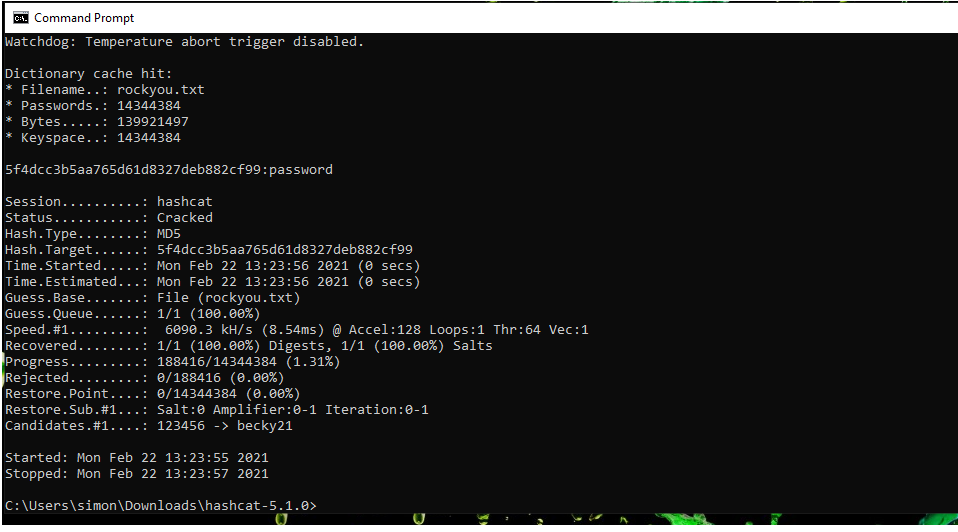 Command Prompt
Watchdog: Temperature abort trigger disabled.
Dictionary cache hit:
* Filename..: rockyou.txt
* Passwords.: 14344384
* Bytes.....: 139921497
* Keyspace..: 14344384
5f4dcc3b5aa765d61d8327deb882cf99:password
Session..........: hashcat
Status...........: Cracked
Hash.Type........: MD5
Hash.Target......: 5f4dcc3b5aa765d61d8327deb882cf99
Time.Started.....: Mon Feb 22 13:23:56 2021 (0 secs)
Time.Estimated...: Mon Feb 22 13:23:56 2021 (0 secs)
Guess.Base.......: File (rockyou.txt)
Guess.Queue......: 1/1 (100.00%)
Speed.#1.........:  6090.3 kH/s (8.54ms) @ Accel:128 Loops:1 Thr:64 Vec:1
Recovered........: 1/1 (100.00%) Digests, 1/1 (100.00%) Salts
Progress.........: 188416/14344384 (1.31%)
Rejected.........: 0/188416 (0.00%)
Restore.Point....: 0/14344384 (0.00%)
Restore.Sub.#1...: Salt:0 Amplifier:0-1 Iteration:0-1
Candidates.#1....: 123456 -> becky21
Started: Mon Feb 22 13:23:55 2021
Stopped: Mon Feb 22 13:23:57 2021
C:\Users\simon\Downloads\hashcat-5.1.0>